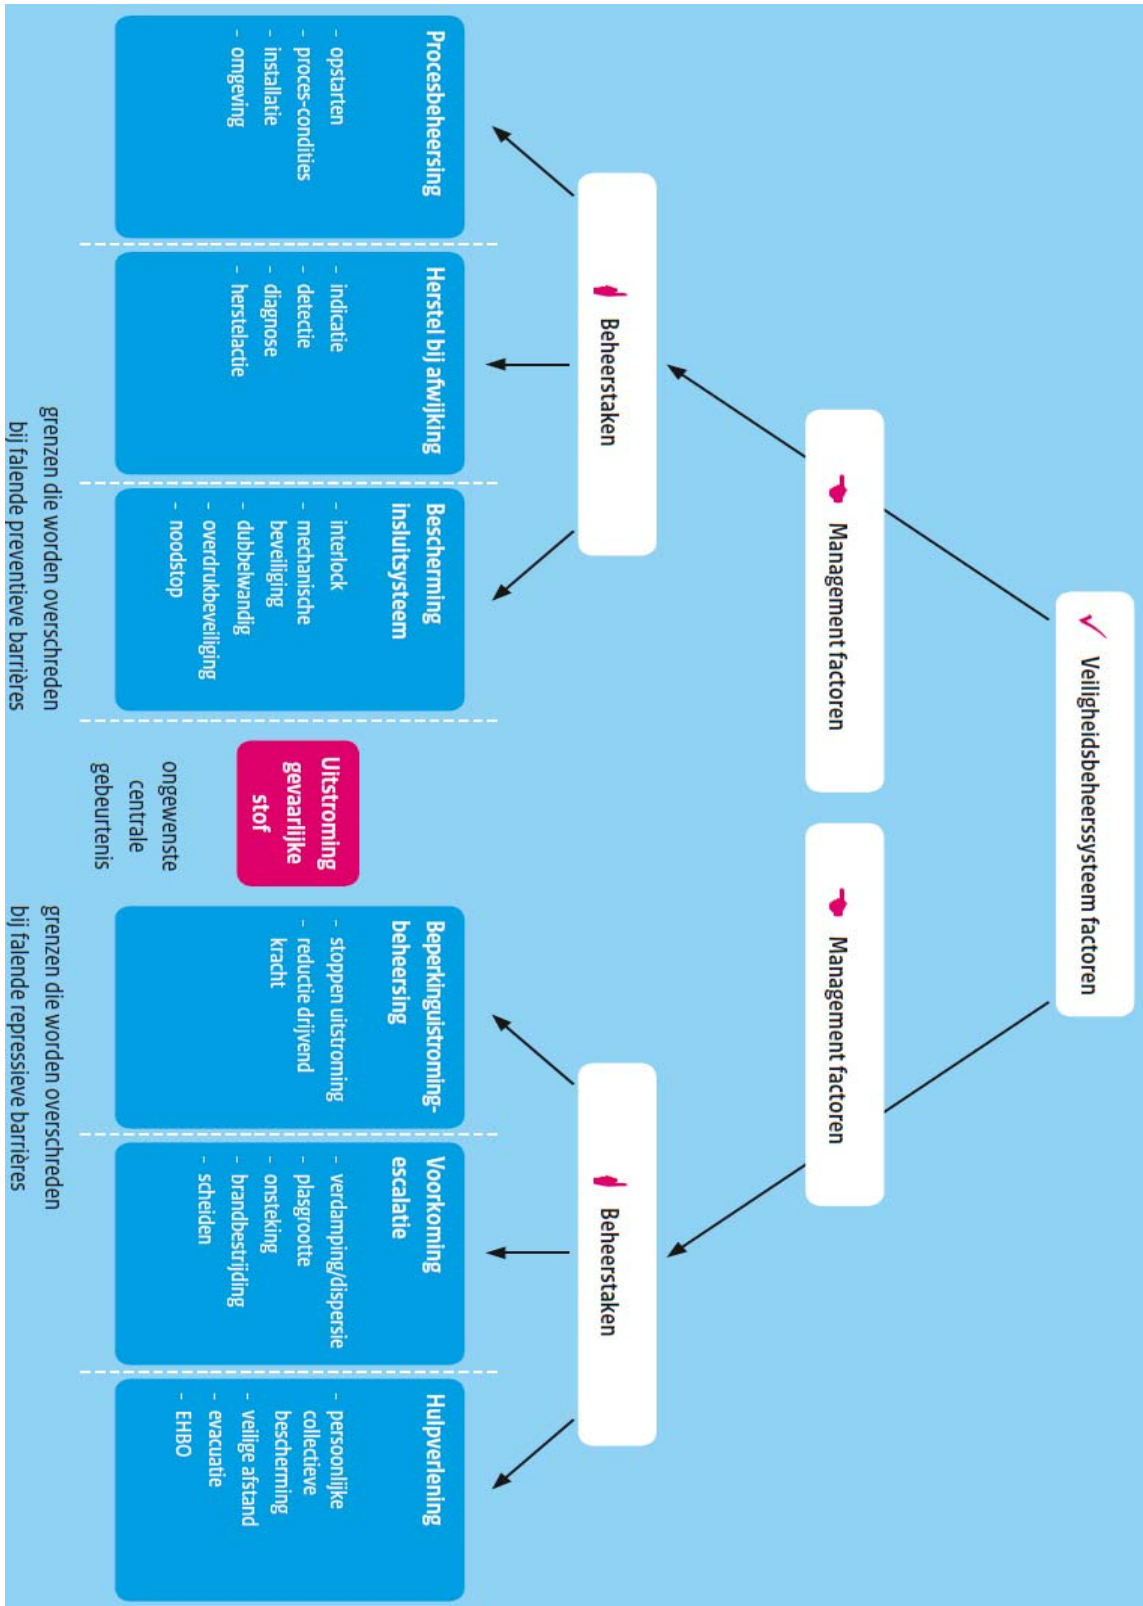 Veiligheidsbeheerssysteem factoren
Management factoren
Management factoren
Beheerstaken
Beheerstaken
Procesbeheersing
- opstarten
- proces-condities
- installatie
- omgeving
Herstel bij afwijking
- indicatie
- detectie
- diagnose
- herstelactie
Bescherming
insluitsysteem
- interlock
- mechanische
beveiliging
- dubbelwandig
- overdrukbeveiliging
- noodstop
Uitstroming
gevaarlijke
stof
Beperkinguistroming-
beheersing
- stoppen uitstroming
- reductie drijvend
kracht
Voorkoming
escalatie
- verdamping/dispersie
- plasgrootte
- onsteking
- brandbestrijding
- scheiden
Hulpverlening
- persoonlijke
collectieve
bescherming
- veilige afstand
- evacuatie
- EHBO
grenzen die worden overschreden
bij falende preventieve barrières
ongewenste
centrale
gebeurtenis
grenzen die worden overschreden
bij falende repressieve barrières